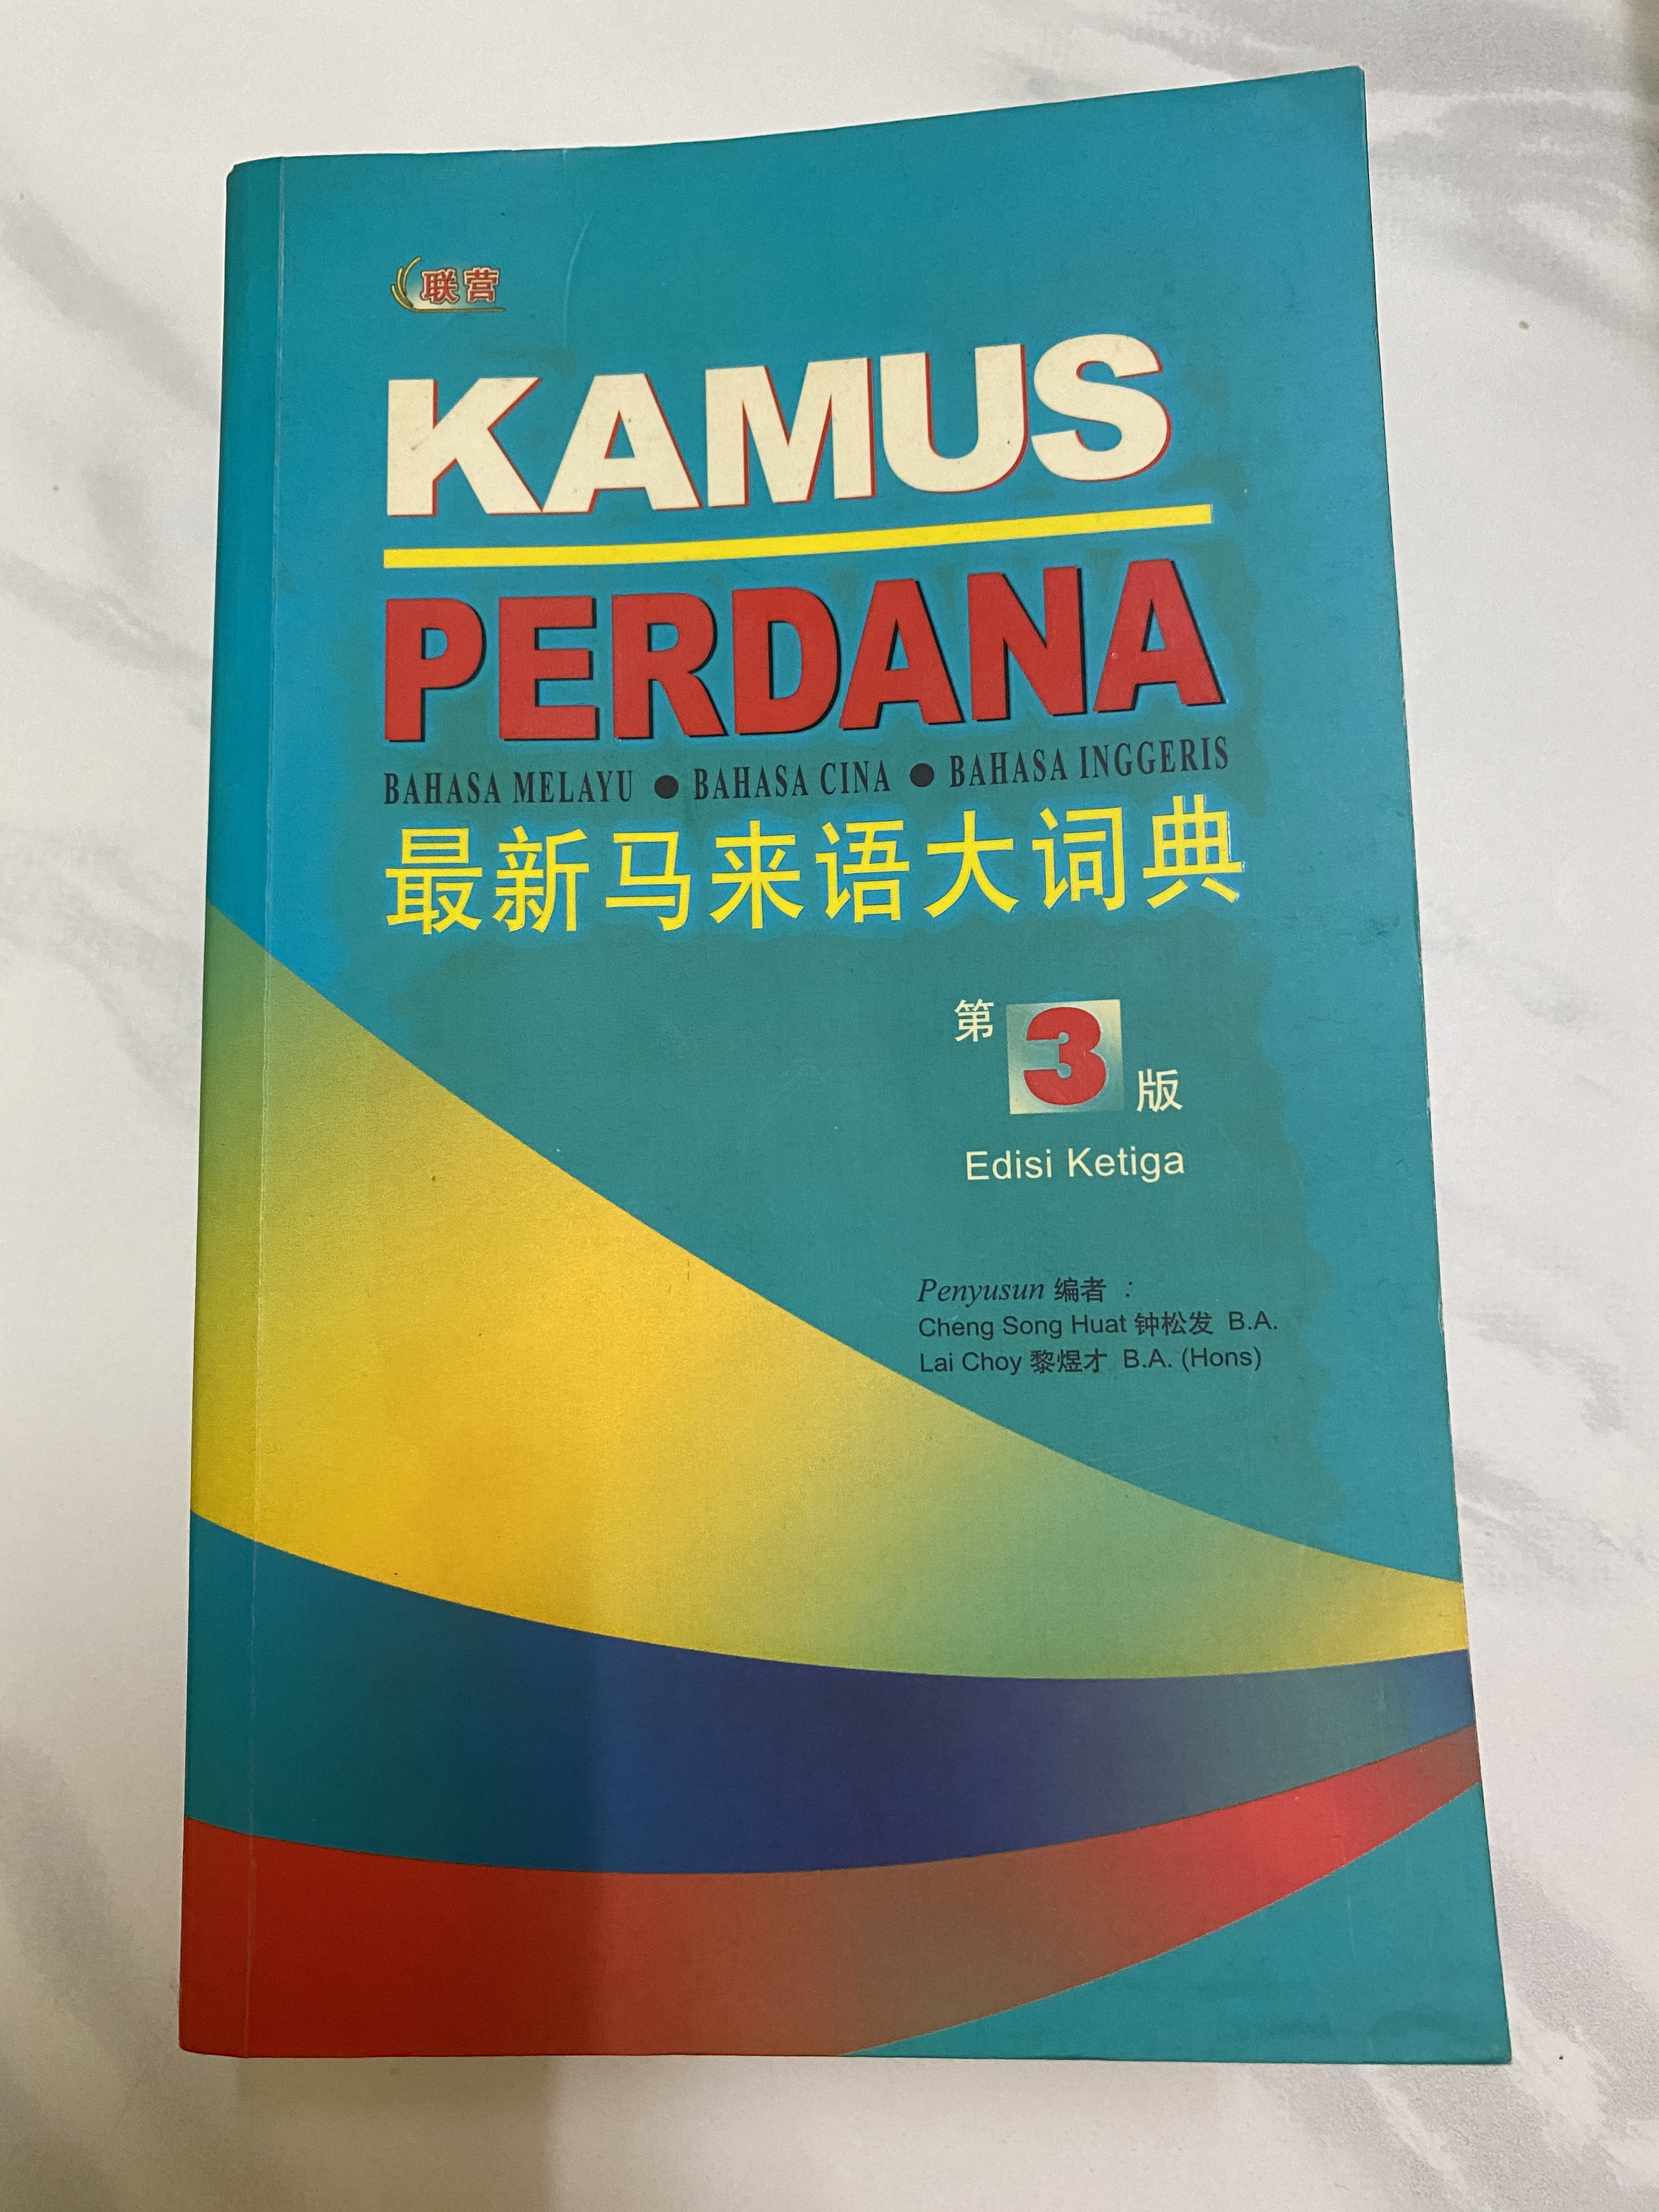 联营
KAMUS
PERDANA
BAHASA MELAYU ● BAHASA CINA ● BAHASA INGGERIS
最新马来语大词典
第3版
Edisi Ketiga
Penyusun 编者 :
Cheng Song Huat 钟松发 B.A.
Lai Choy 黎煜才 B.A. (Hons)